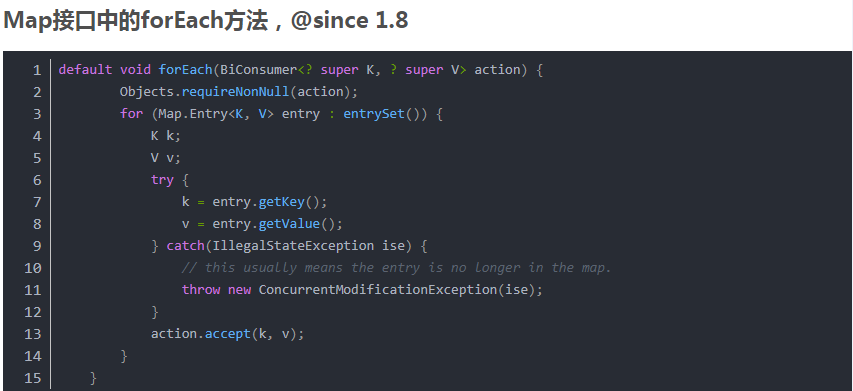 Map接口中的forEach方法，@since 1.8
1 default void forEach(BiConsumer<? super K, ? super V> action) {
2         Objects.requireNonNull(action);
3         for (Map.Entry<K, V> entry : entrySet()) {
4             K k;
5             V v;
6             try {
7                 k = entry.getKey();
8                 v = entry.getValue();
9             } catch(IllegalStateException ise) {
10                 // this usually means the entry is no longer in the map.
11                 throw new ConcurrentModificationException(ise);
12             }
13             action.accept(k, v);
14         }
15     }